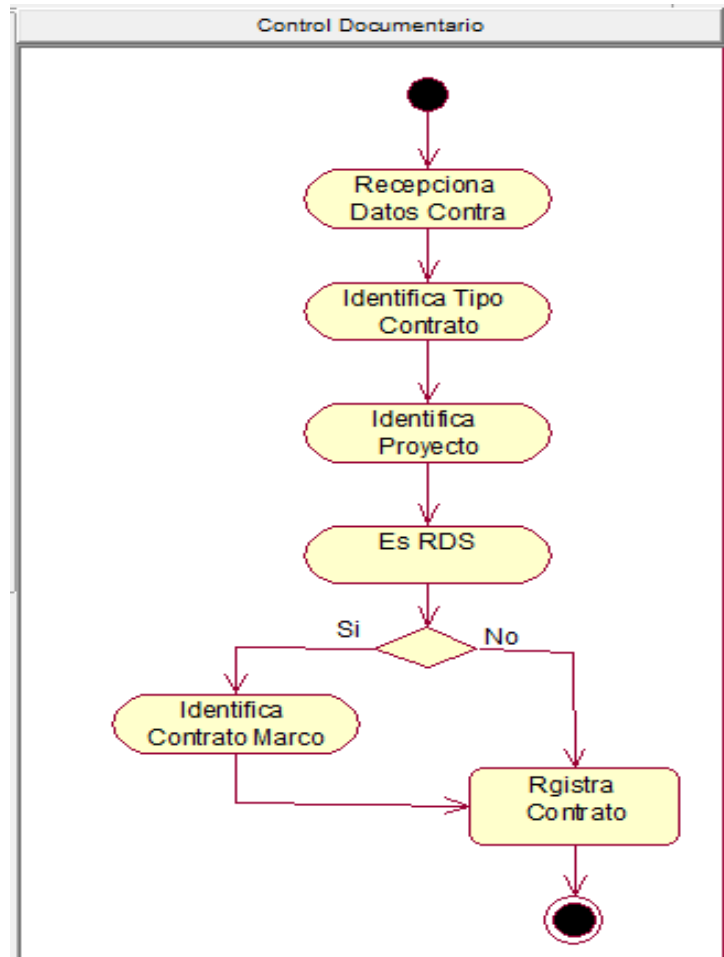 Control Documentario
Recepciona
Datos Contra
Identifica Tipo
Contrato
Identifica
Proyecto
Es RDS
Si
No
Identifica
Contrato Marco
Rgistra
Contrato